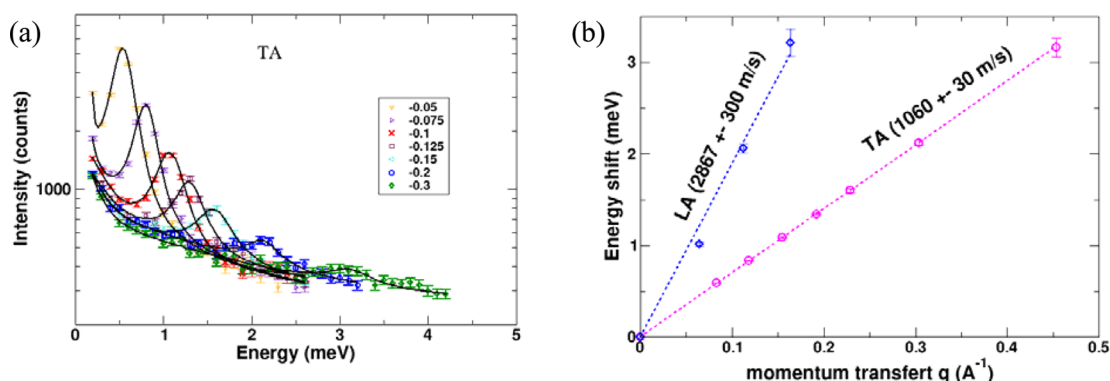 (a)
TA
Intensity (counts)
1000
-0.05
-0.075
-0.1
-0.125
-0.15
-0.2
-0.3
0 1 2 3 4 5
Energy (meV)
(b)
Energy shift (meV)
3
2
1
0
LA (2867 +- 300 m/s)
TA (1060 +- 30 m/s)
0 0.1 0.2 0.3 0.4 0.5
momentum transfert q (A⁻¹)